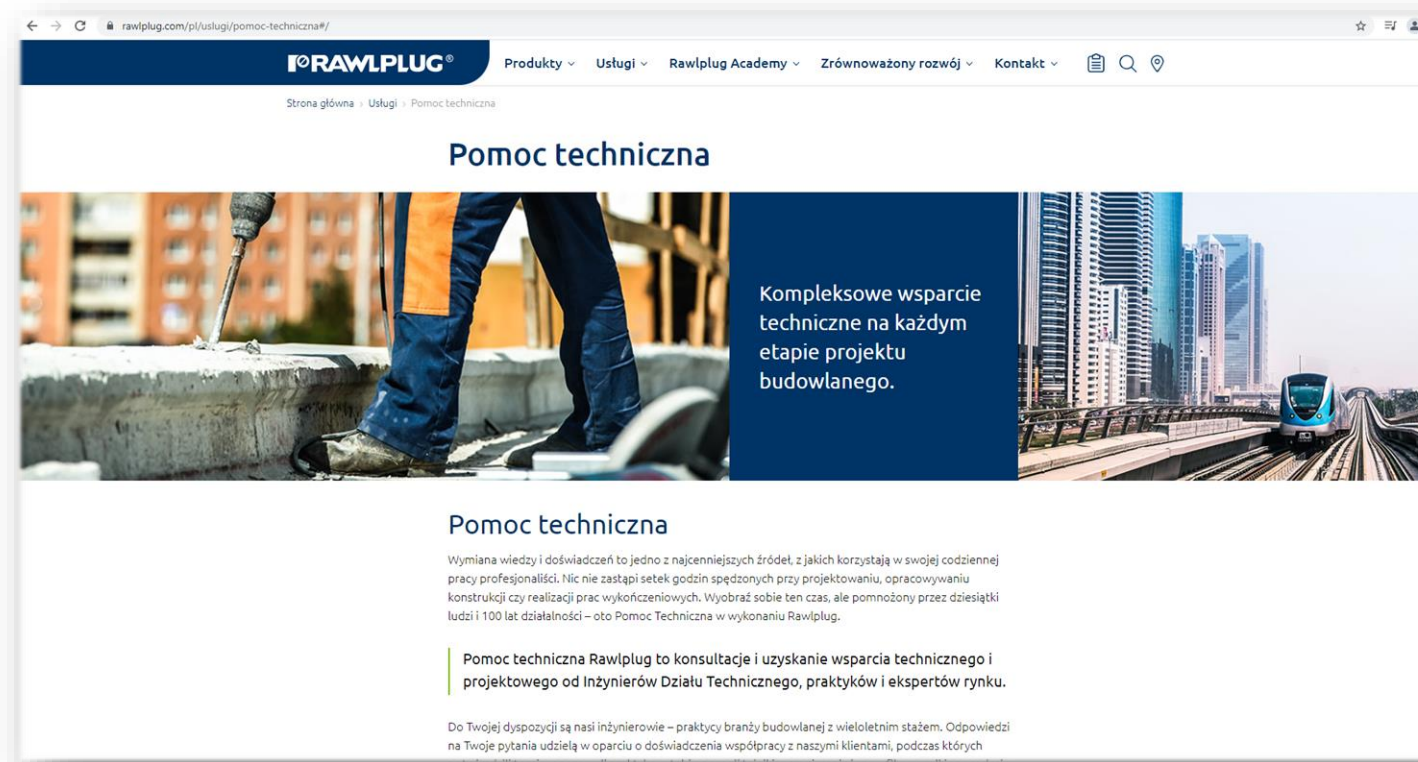 rawlplug.com/pl/uslugi/pomoc-techniczna#/
RAWLPLUG® Produkty Usługi Rawlplug Academy Zrównoważony rozwój Kontakt
Strona główna › Usługi › Pomoc techniczna
Pomoc techniczna
Kompleksowe wsparcie
techniczne na każdym
etapie projektu
budowlanego.
Pomoc techniczna
Wymiana wiedzy i doświadczeń to jedno z najcenniejszych źródeł, z jakich korzystają w swojej codziennej
pracy profesjonaliści. Nic nie zastąpi setek godzin spędzonych przy projektowaniu, opracowywaniu
konstrukcji czy realizacji prac wykończeniowych. Wyobraź sobie ten czas, ale pomnożony przez dziesiątki
ludzi i 100 lat działalności – oto Pomoc Techniczna w wykonaniu Rawlplug.
Pomoc techniczna Rawlplug to konsultacje i uzyskanie wsparcia technicznego i
projektowego od Inżynierów Działu Technicznego, praktyków i ekspertów rynku.
Do Twojej dyspozycji są nasi inżynierowie – praktycy branży budowlanej z wieloletnim stażem. Odpowiedzi
na Twoje pytania udzielą w oparciu o doświadczenia współpracy z naszymi klientami, podczas których